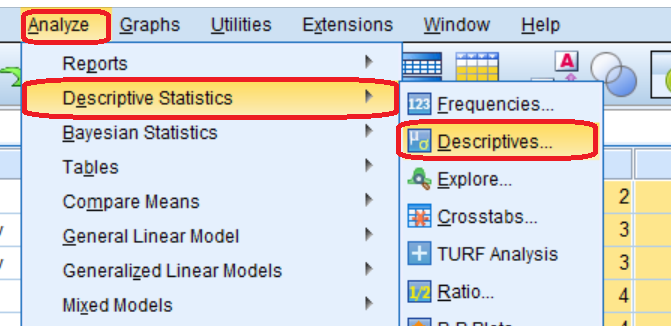 Analyze Graphs Utilities Extensions Window Help
Reports
Descriptive Statistics
Bayesian Statistics
Tables
Compare Means
General Linear Model
Generalized Linear Models
Mixed Models
A
123 Frequencies...
Descriptives...
Explore...
Crosstabs...
TURF Analysis
1/2 Ratio...
2
3
3
4